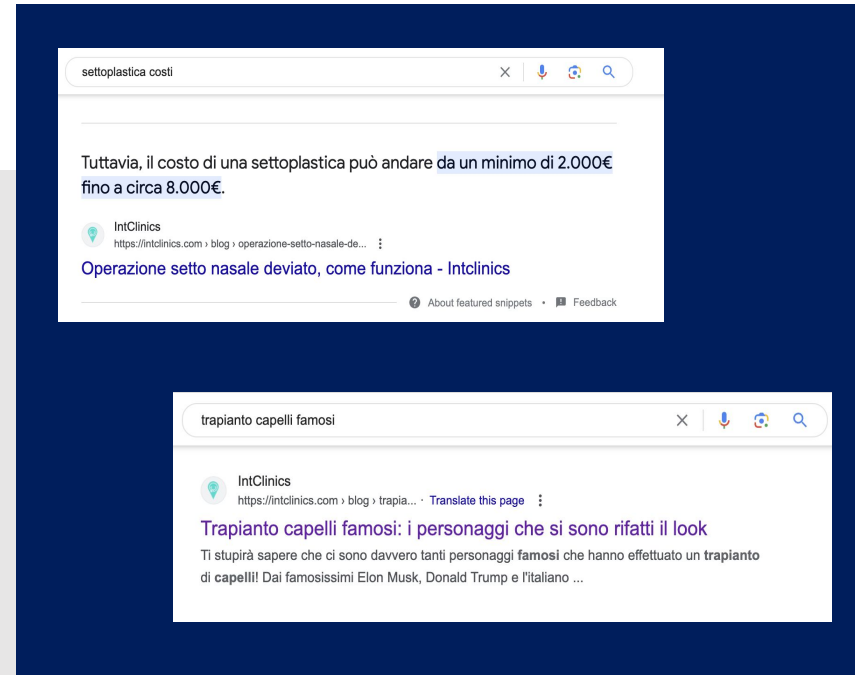 settoplastica costi
Tuttavia, il costo di una settoplastica può andare da un minimo di 2.000€
fino a circa 8.000€.
IntClinics
https://intclinics.com › blog › operazione-setto-nasale-de...
Operazione setto nasale deviato, come funziona - Intclinics
About featured snippets • Feedback
trapianto capelli famosi
IntClinics
https://intclinics.com › blog › trapia... · Translate this page
Trapianto capelli famosi: i personaggi che si sono rifatti il look
Ti stupirà sapere che ci sono davvero tanti personaggi famosi che hanno effettuato un trapianto
di capelli! Dai famosissimi Elon Musk, Donald Trump e l'italiano ...